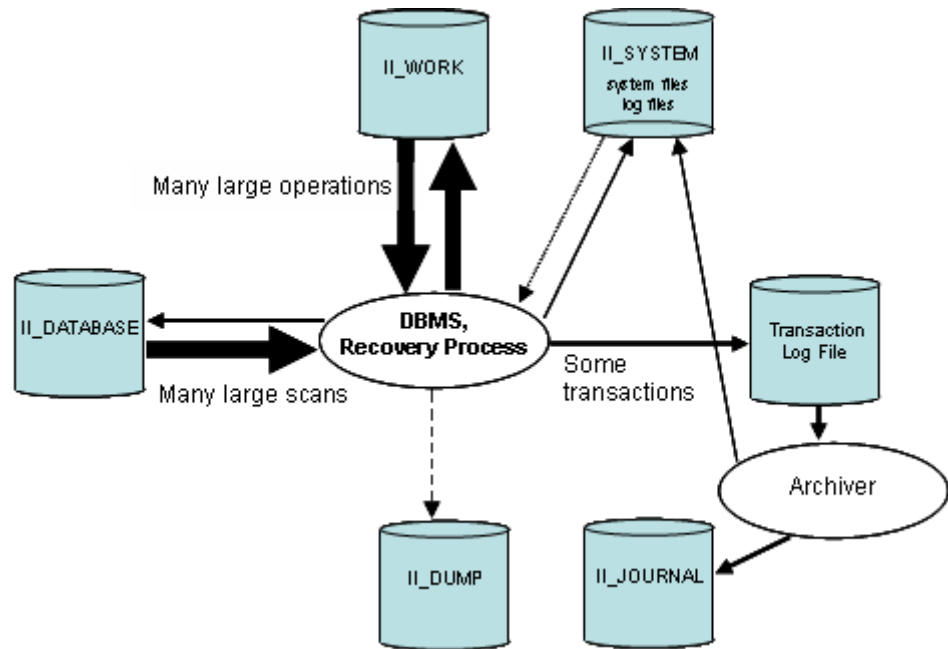 II_WORK
II_SYSTEM
system files
log files
Many large operations
II_DATABASE
DBMS,
Recovery Process
Many large scans
Some
transactions
Transaction
Log File
Archiver
II_DUMP
II_JOURNAL